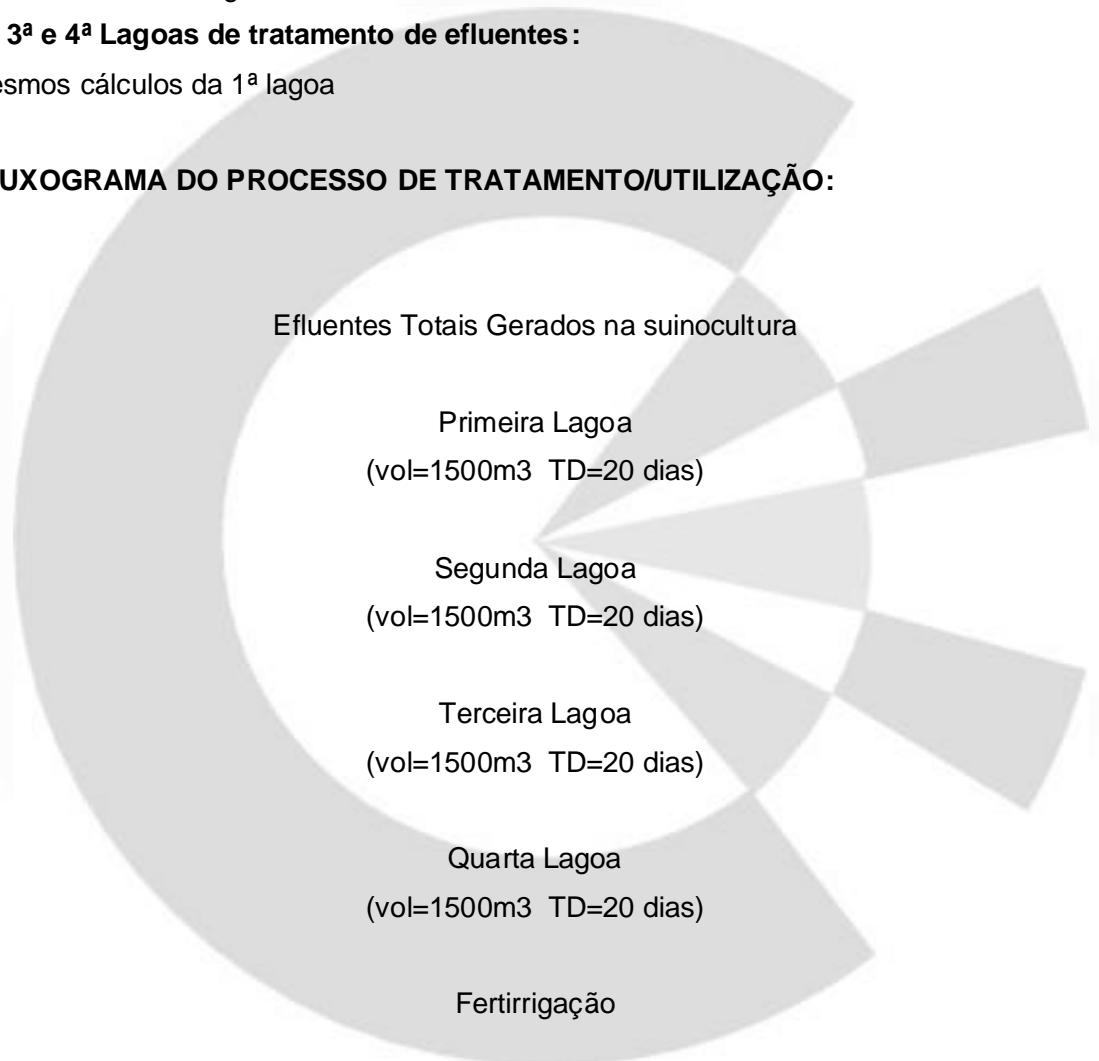 3ª e 4ª Lagoas de tratamento de efluentes:
esmos cálculos da 1ª lagoa
UXOGRAMA DO PROCESSO DE TRATAMENTO/UTILIZAÇÃO:
Efluentes Totais Gerados na suinocultura
Primeira Lagoa
(vol=1500m3 TD=20 dias)
Segunda Lagoa
(vol=1500m3 TD=20 dias)
Terceira Lagoa
(vol=1500m3 TD=20 dias)
Quarta Lagoa
(vol=1500m3 TD=20 dias)
Fertirrigação